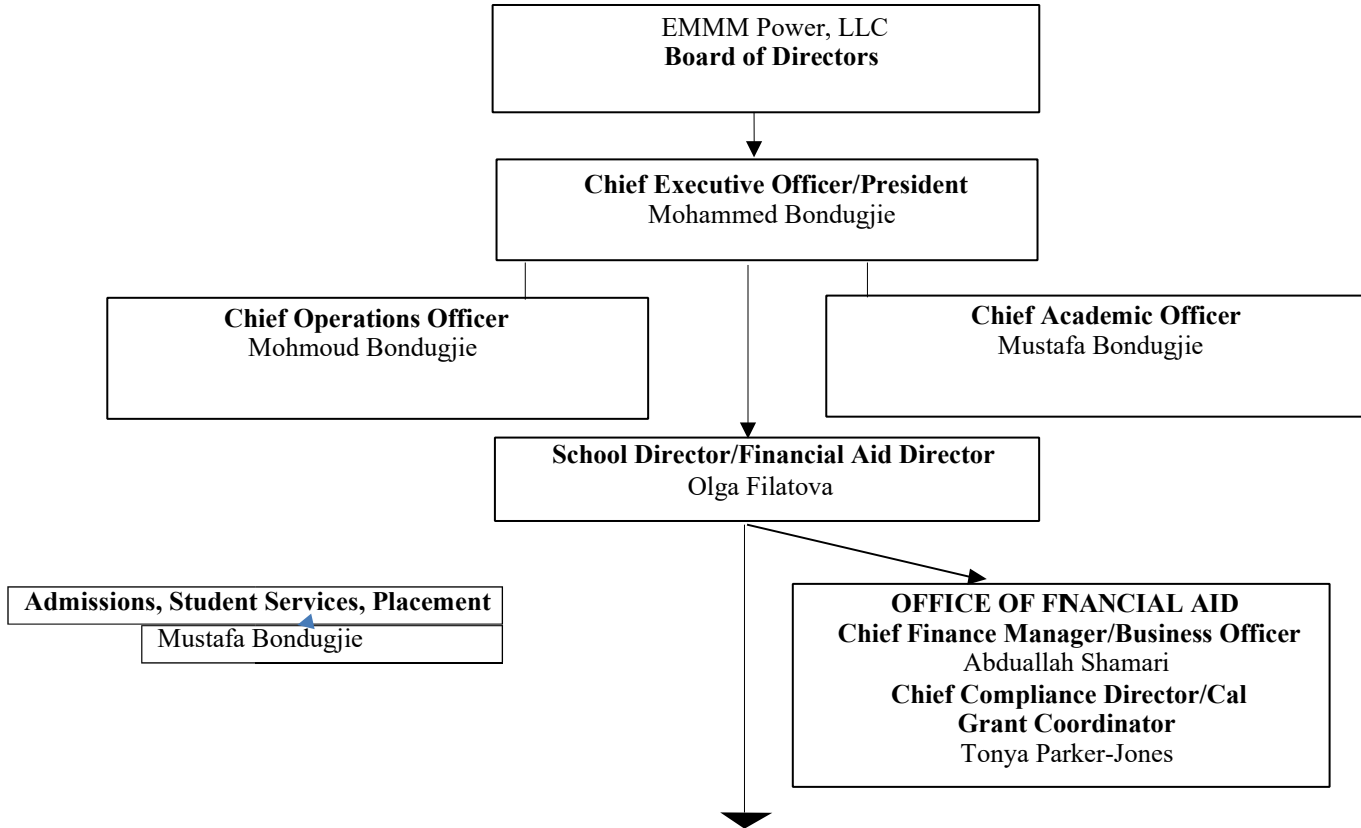 EMMM Power, LLC
Board of Directors
Chief Executive Officer/President
Mohammed Bondugjie
Chief Operations Officer
Mohmoud Bondugjie
Chief Academic Officer
Mustafa Bondugjie
School Director/Financial Aid Director
Olga Filatova
Admissions, Student Services, Placement
Mustafa Bondugjie
OFFICE OF FINANCIAL AID
Chief Finance Manager/Business Officer
Abduallah Shamari
Chief Compliance Director/Cal
Grant Coordinator
Tonya Parker-Jones